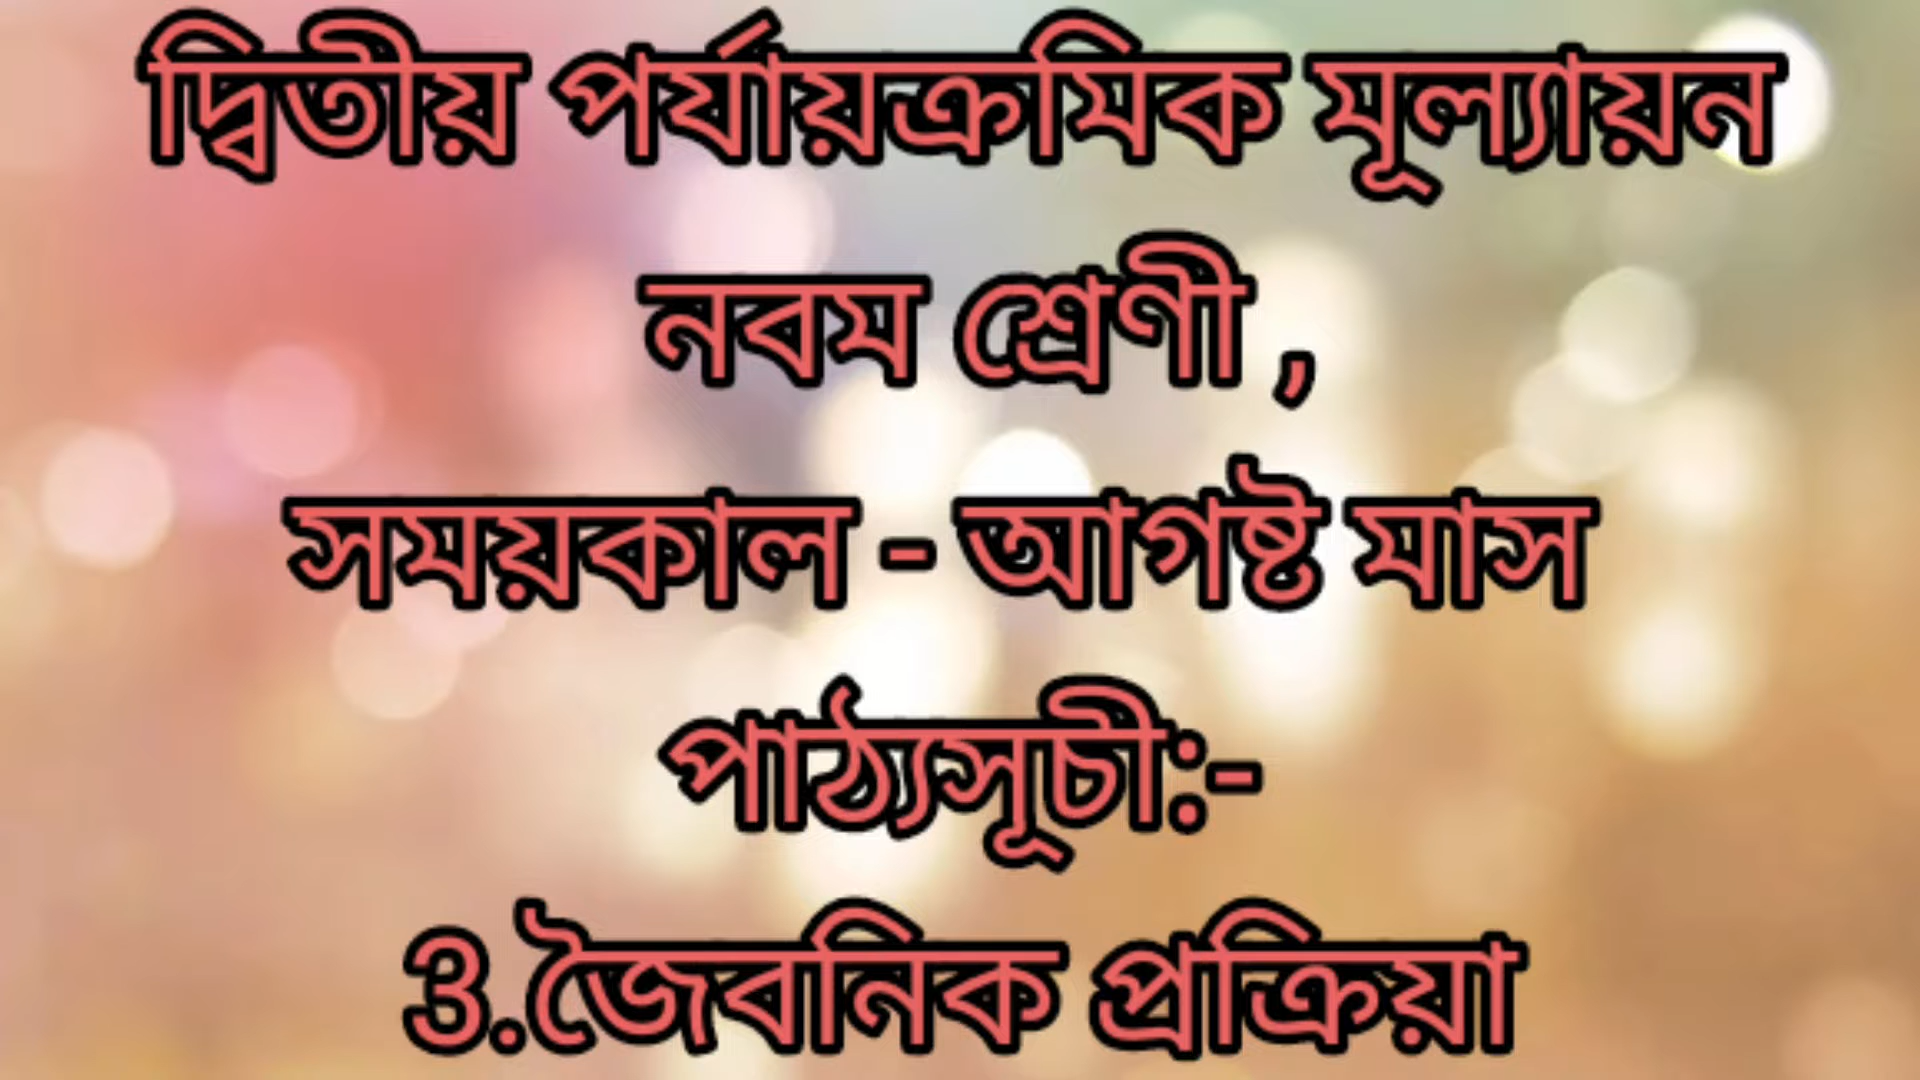 দ্বিতীয় পর্যায়ক্রমিক মূল্যায়ন
নবম শ্রেণী ,
সময়কাল - আগষ্ট মাস
পাঠ্যসূচী:-
3.জৈবনিক প্রক্রিয়া